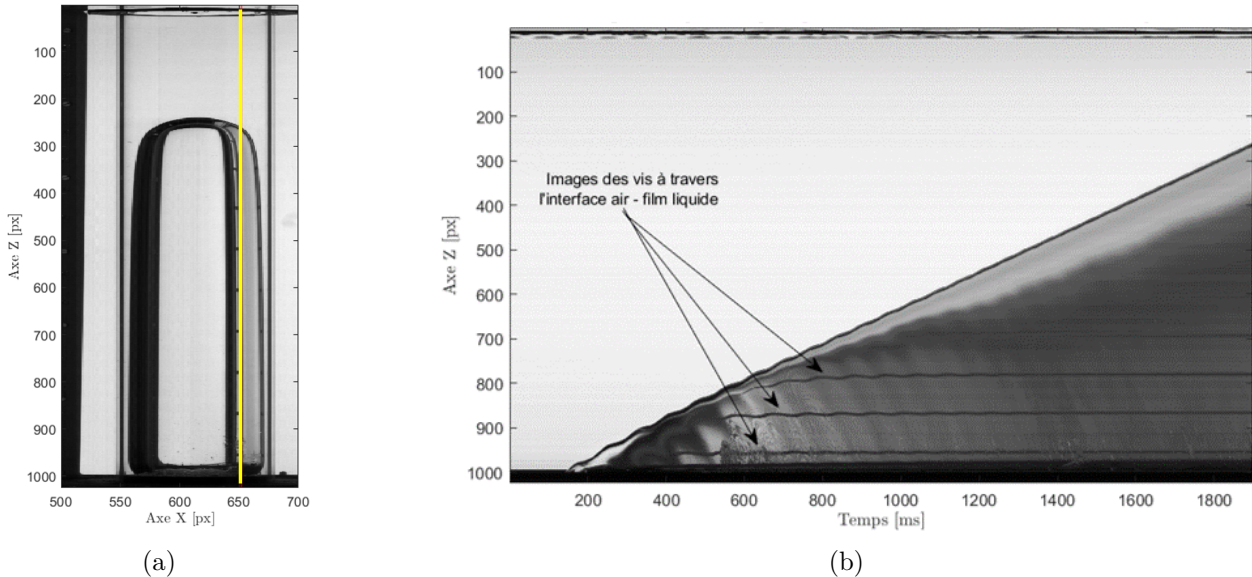 100
200
300
400
500
600
700
800
900
1000
Axe Z [px]
500 550 600 650 700
Axe X [px]
(a)
100
200
300
400
500
600
700
800
900
1000
Axe Z [px]
Images des vis à travers
l'interface air - film liquide
200 400 600 800 1000 1200 1400 1600 1800
Temps [ms]
(b)